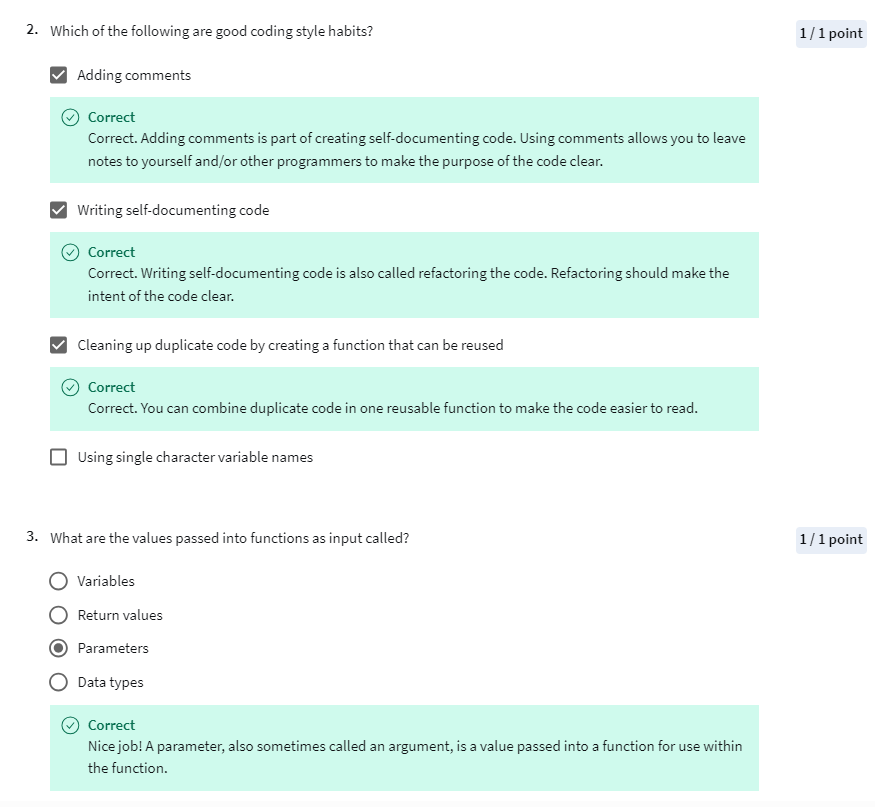 2. Which of the following are good coding style habits?
1 / 1 point
Adding comments
Correct
Correct. Adding comments is part of creating self-documenting code. Using comments allows you to leave
notes to yourself and/or other programmers to make the purpose of the code clear.
Writing self-documenting code
Correct
Correct. Writing self-documenting code is also called refactoring the code. Refactoring should make the
intent of the code clear.
Cleaning up duplicate code by creating a function that can be reused
Correct
Correct. You can combine duplicate code in one reusable function to make the code easier to read.
Using single character variable names
3. What are the values passed into functions as input called?
1 / 1 point
Variables
Return values
Parameters
Data types
Correct
Nice job! A parameter, also sometimes called an argument, is a value passed into a function for use within
the function.